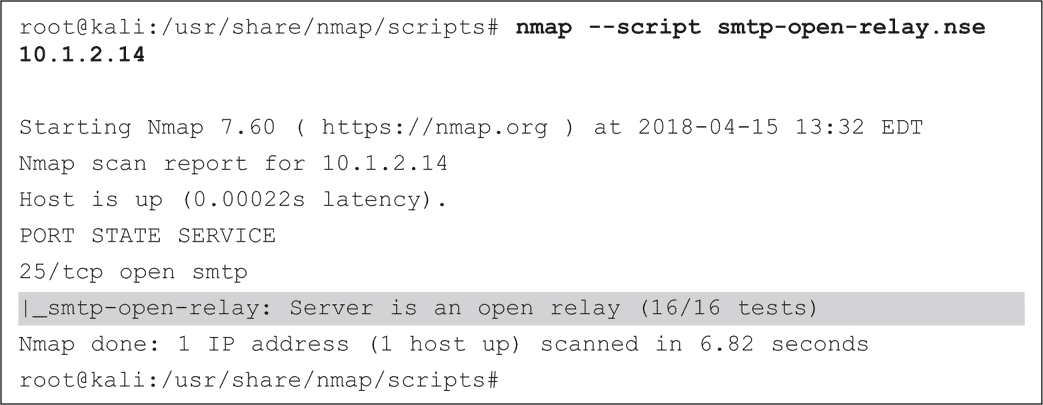 root@kali:/usr/share/nmap/scripts# nmap --script smtp-open-relay.nse
10.1.2.14
Starting Nmap 7.60 ( https://nmap.org ) at 2018-04-15 13:32 EDT
Nmap scan report for 10.1.2.14
Host is up (0.00022s latency).
PORT STATE SERVICE
25/tcp open smtp
|_smtp-open-relay: Server is an open relay (16/16 tests)
Nmap done: 1 IP address (1 host up) scanned in 6.82 seconds
root@kali:/usr/share/nmap/scripts#